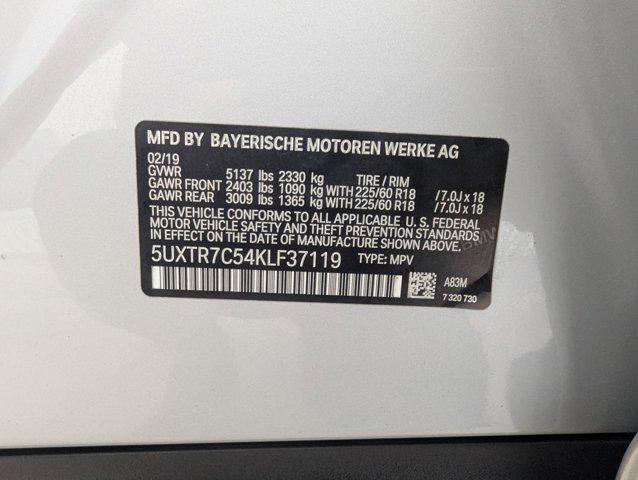 MFD BY BAYERISCHE MOTOREN WERKE AG
02/19
GVWR 5137 lbs 2330 kg TIRE / RIM
GAWR FRONT 2403 lbs 1090 kg WITH 225/60 R18 /7.0J x 18
GAWR REAR 3009 lbs 1365 kg WITH 225/60 R18 /7.0J x 18
THIS VEHICLE CONFORMS TO ALL APPLICABLE U. S. FEDERAL
MOTOR VEHICLE SAFETY, BUMPER, AND THEFT PREVENTION
STANDARDS IN EFFECT ON THE DATE OF MANUFACTURE SHOWN ABOVE.
5UXTR7C54KLF37119 TYPE: MPV
A83M
7 320 730
BMW